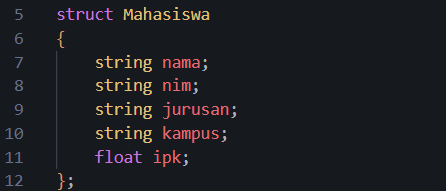 5 struct Mahasiswa
6 {
7     string nama;
8     string nim;
9     string jurusan;
10     string kampus;
11     float ipk;
12 };